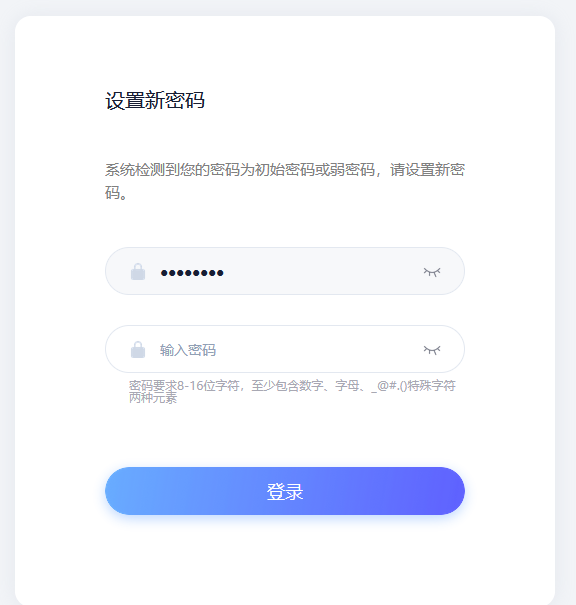 设置新密码
系统检测到您的密码为初始密码或弱密码，请设置新密
码。
●●●●●●●●
输入密码
密码要求8-16位字符，至少包含数字、字母、_@#.()特殊字符
两种元素
登录